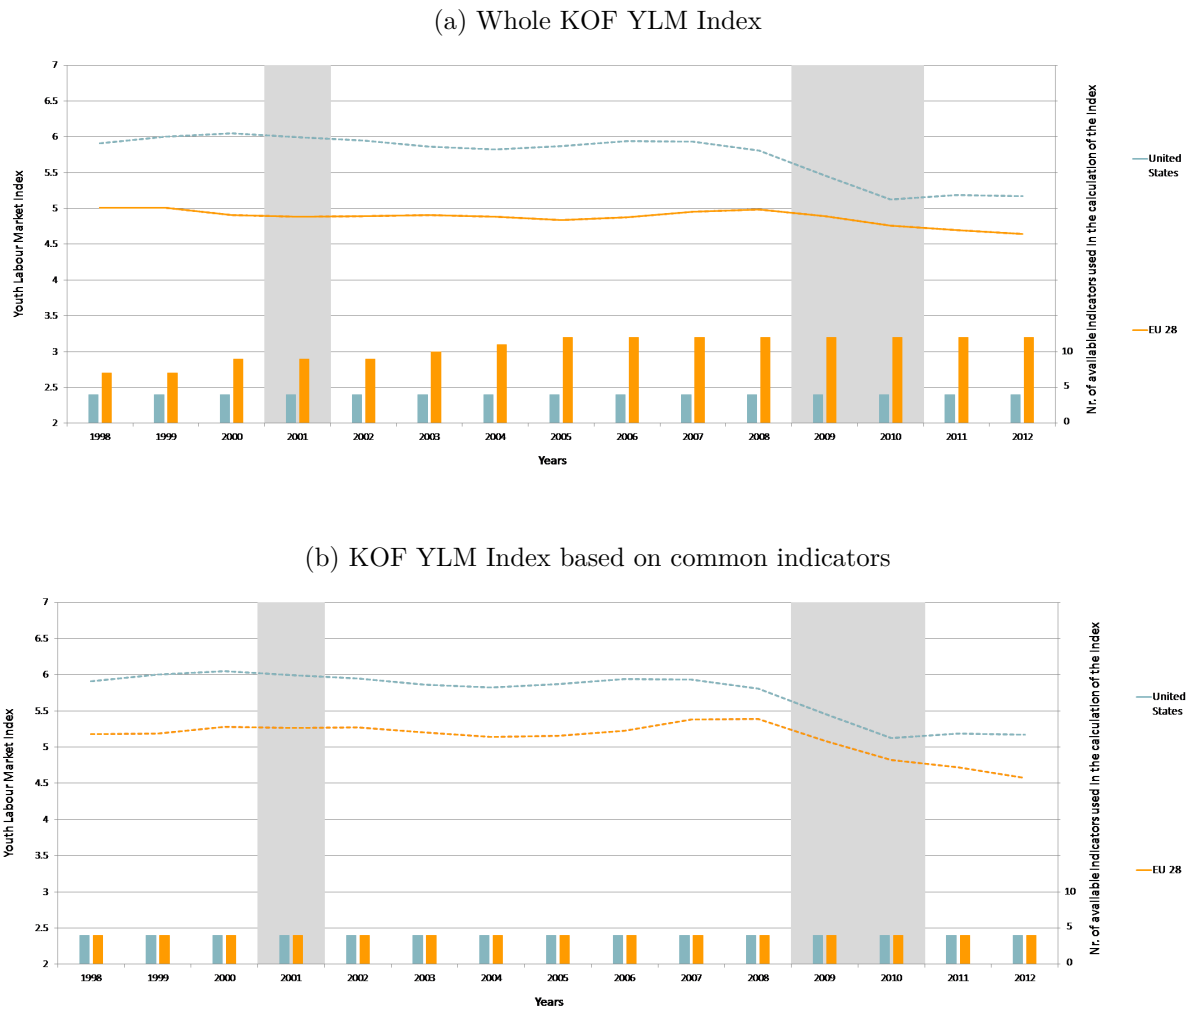 (a) Whole KOF YLM Index
7
6.5
6
5.5
5
4.5
4
3.5
3
2.5
2
Youth Labour Market Index
10
5
0
Nr. of available indicators used in the calculation of the Index
United
States
EU 28
1998 1999 2000 2001 2002 2003 2004 2005 2006 2007 2008 2009 2010 2011 2012
Years
(b) KOF YLM Index based on common indicators
7
6.5
6
5.5
5
4.5
4
3.5
3
2.5
2
Youth Labour Market Index
10
5
0
Nr. of available indicators used in the calculation of the Index
United
States
EU 28
1998 1999 2000 2001 2002 2003 2004 2005 2006 2007 2008 2009 2010 2011 2012
Years